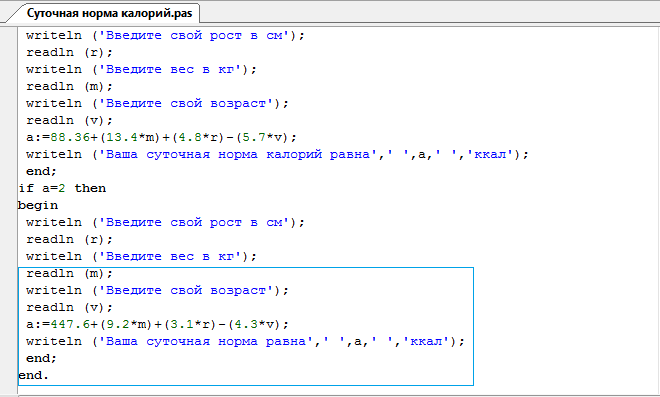 Суточная норма калорий.pas
writeln ('Введите свой рост в см');
readln (r);
writeln ('Введите вес в кг');
readln (m);
writeln ('Введите свой возраст');
readln (v);
a:=88.36+(13.4*m)+(4.8*r)-(5.7*v);
writeln ('Ваша суточная норма калорий равна',' ',a,' ','ккал');
end;
if a=2 then
begin
writeln ('Введите свой рост в см');
readln (r);
writeln ('Введите вес в кг');
readln (m);
writeln ('Введите свой возраст');
readln (v);
a:=447.6+(9.2*m)+(3.1*r)-(4.3*v);
writeln ('Ваша суточная норма равна',' ',a,' ','ккал');
end;
end.